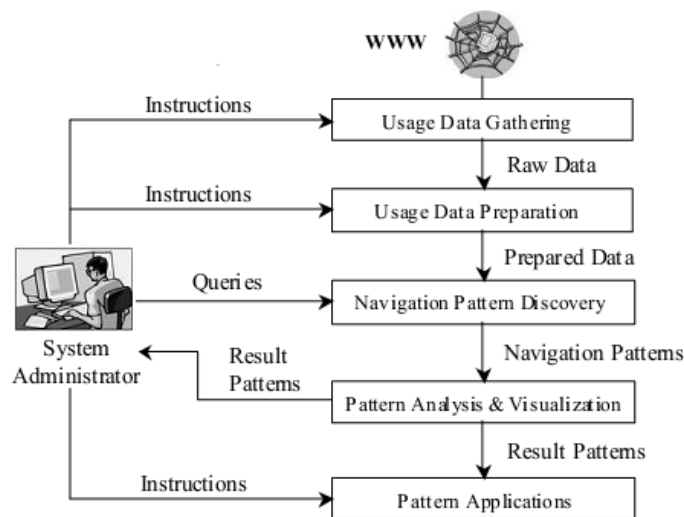 WWW
Instructions
Usage Data Gathering
Raw Data
Instructions
Usage Data Preparation
Prepared Data
Queries
Navigation Pattern Discovery
System
Administrator
Result
Patterns
Navigation Patterns
Pattern Analysis & Visualization
Result Patterns
Instructions
Pattern Applications